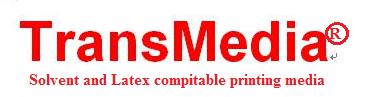 TransMedia®
Solvent and Latex compitable printing media